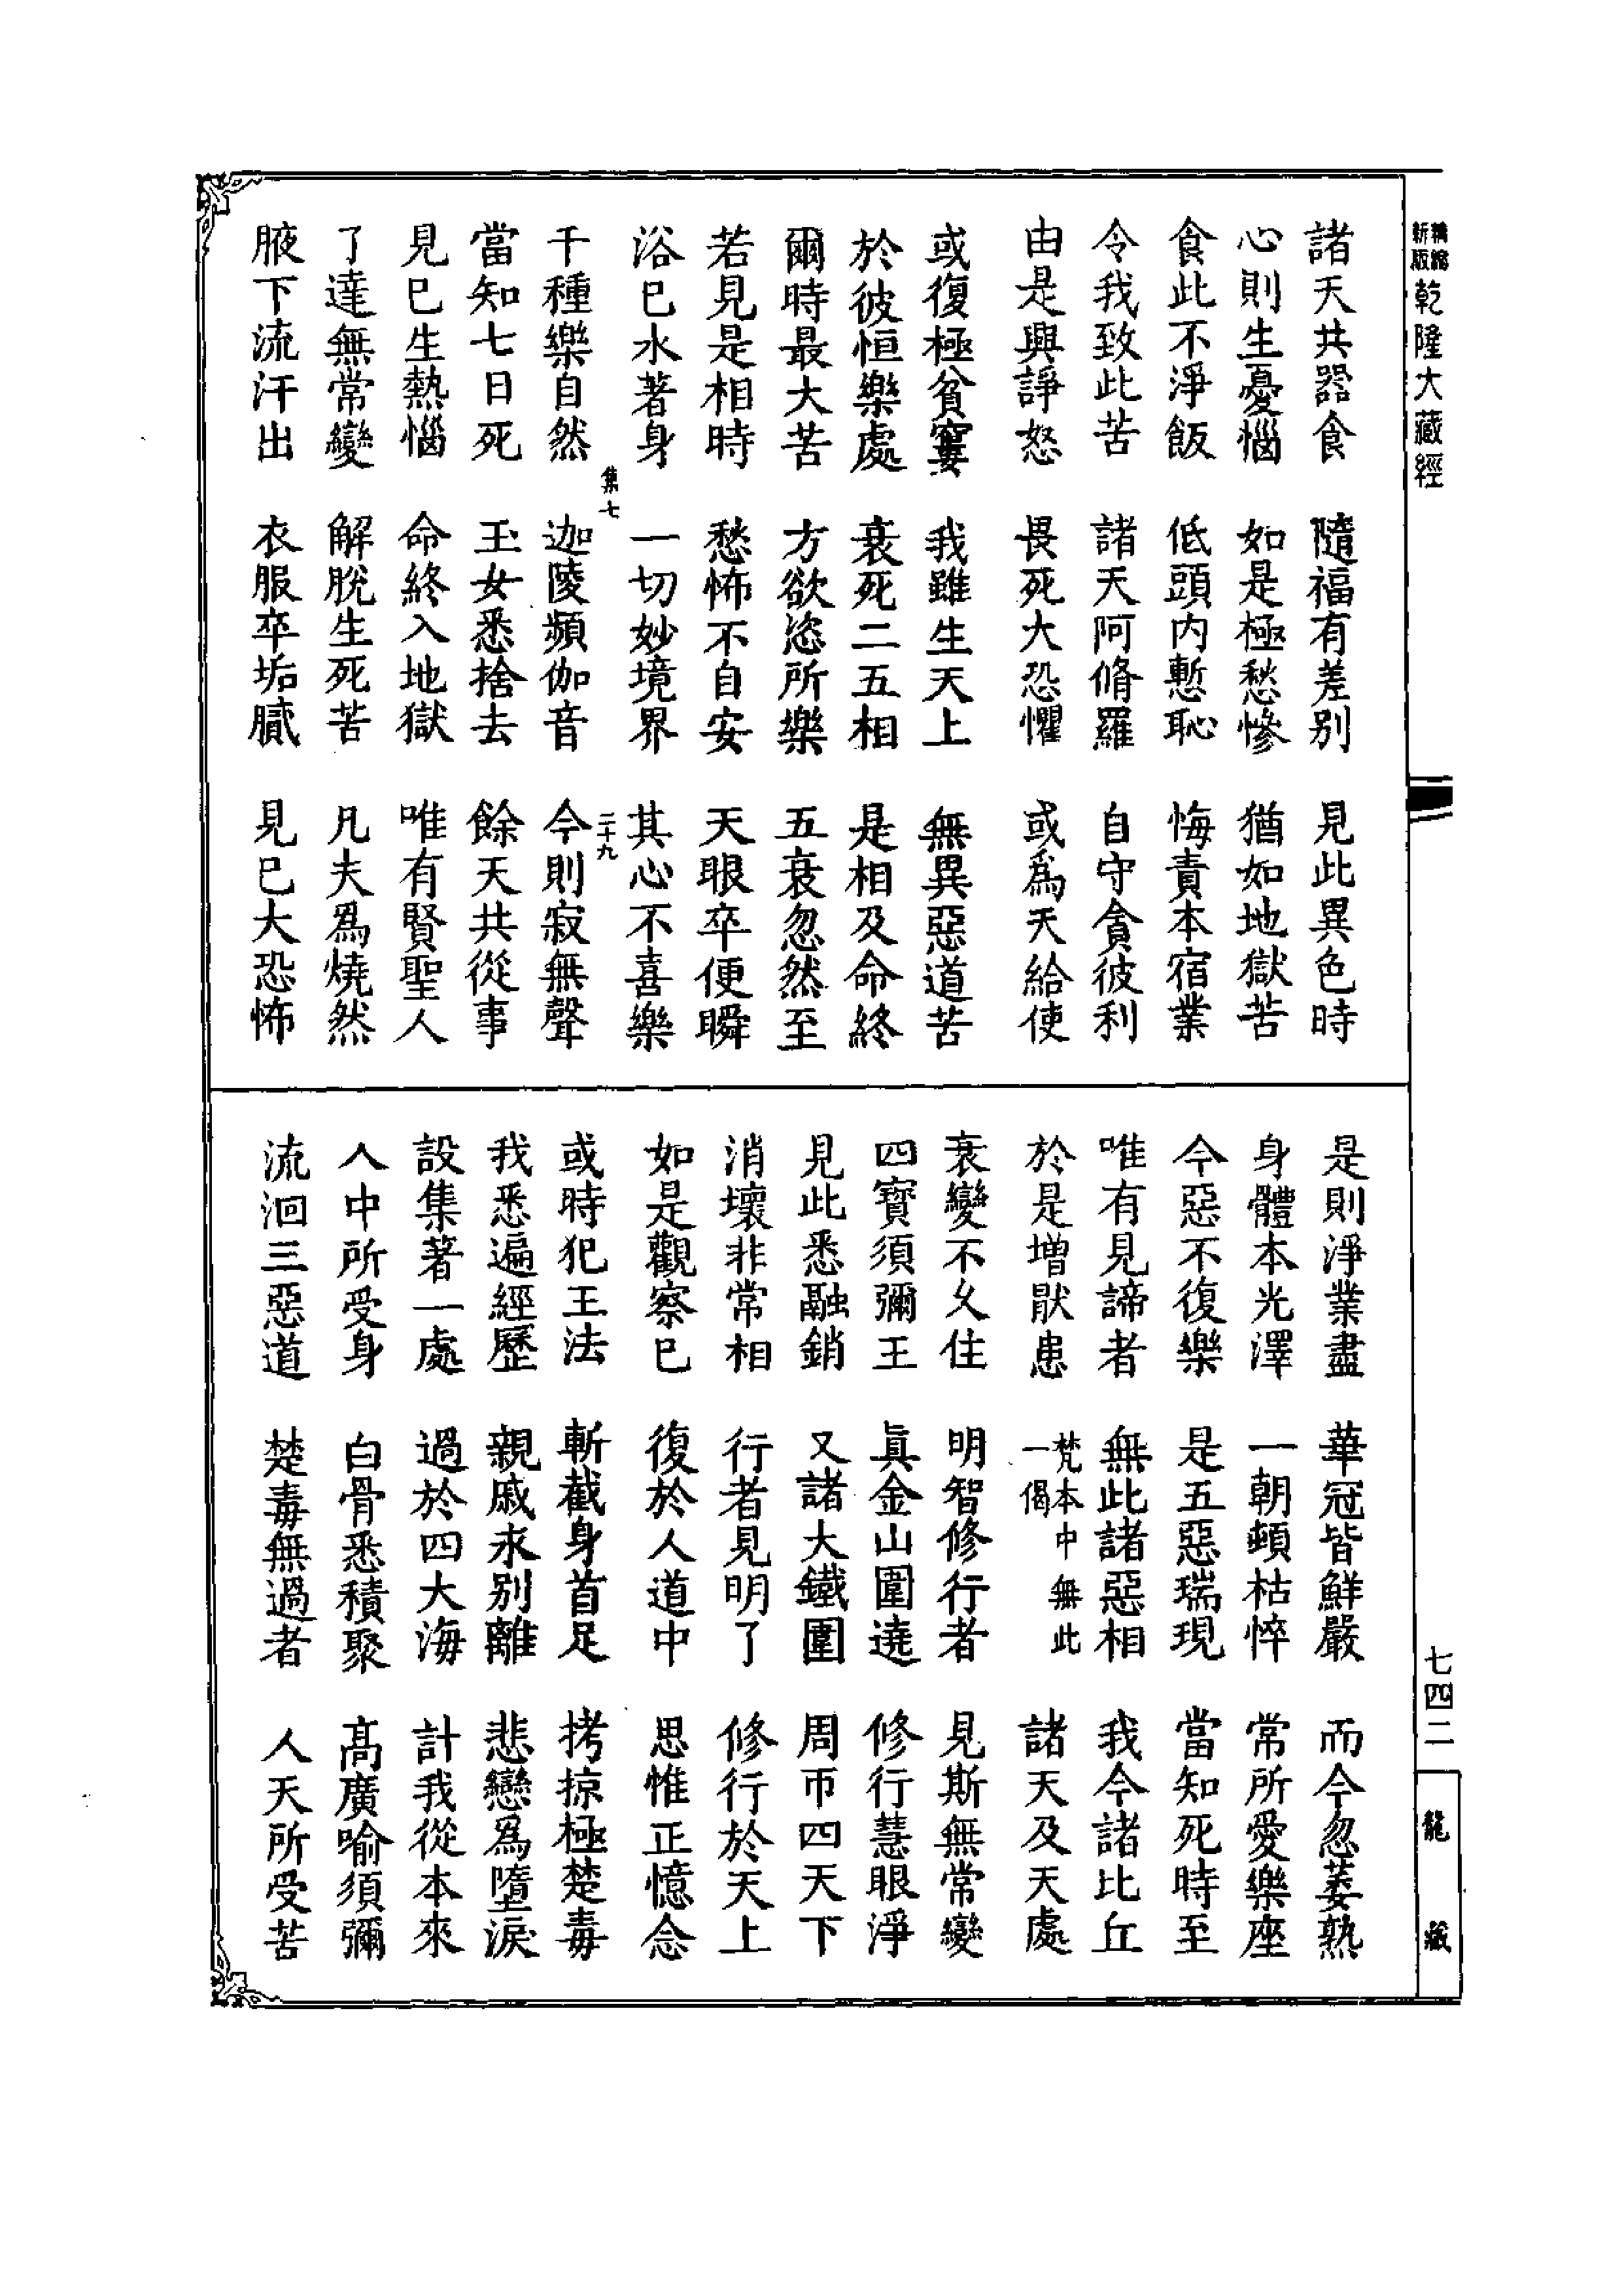 新編縮版乾隆大藏經
諸天共器食　隨福有差別　見此異色時
心則生憂惱　如是極愁慘　猶如地獄苦
食此不淨飯　低頭內慙恥　悔責本宿業
令我致此苦　諸天阿脩羅　自守貪彼利
由是興諍怒　畏死大恐懼　或爲天給使
或復極貧窶　我雖生天上　無異惡道苦
於彼恒樂處　衰死二五相　是相及命終
爾時最大苦　方欲恣所樂　五衰忽然至
若見是相時　愁怖不自安　天眼卒便瞬
浴巳水著身　一切妙境界　其心不喜樂
集七　二十九
千種樂自然　迦陵頻伽音　今則寂無聲
當知七日死　玉女悉捨去　餘天共從事
見巳生熱惱　命終入地獄　唯有賢聖人
了達無常變　解脫生死苦　凡夫爲燒然
腋下流汗出　衣服卒垢膩　見巳大恐怖
是則淨業盡　華冠皆鮮嚴　而今忽萎熟
身體本光澤　一朝頓枯悴　常所愛樂座
今惡不復樂　是五惡瑞現　當知死時至
唯有見諦者　無此諸惡相　我今諸比丘
於是增猒患　梵本中無此一偈　諸天及天處
衰變不久住　明智修行者　見斯無常變
四寶須彌王　眞金山圍遶　修行慧眼淨
見此悉融銷　又諸大鐵圍　周帀四天下
消壞非常相　行者見明了　修行於天上
如是觀察巳　復於人道中　思惟正憶念
或時犯王法　斬截身首足　拷掠極楚毒
我悉遍經歷　親戚永別離　悲戀爲墮淚
設集著一處　過於四大海　計我從本來
人中所受身　白骨悉積聚　高廣喻須彌
流洄三惡道　楚毒無過者　人天所受苦
七四二
龍藏